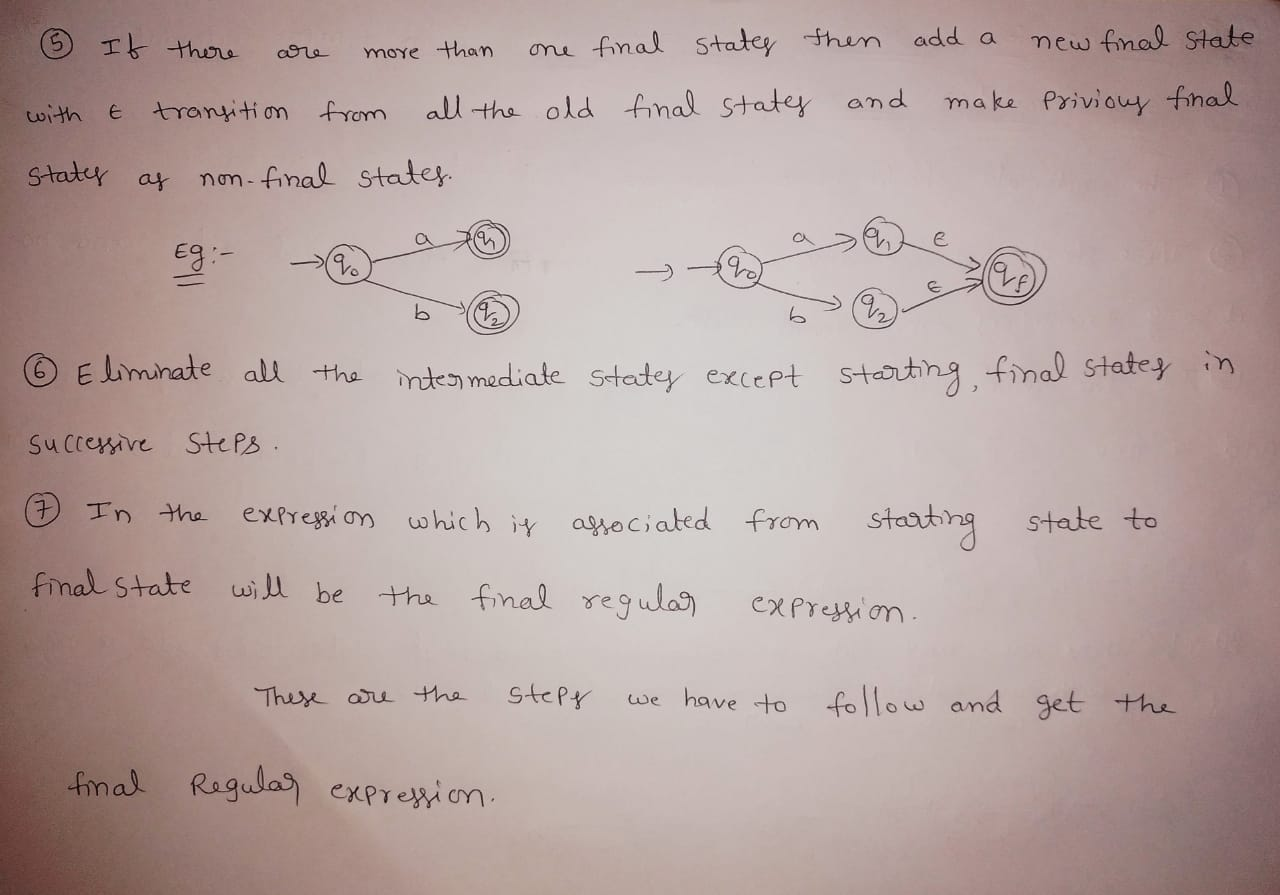 ⑤ If there are more than one final states then add a new final state
with ε transition from all the old final states and make Privious final
states as non-final states.
Eg:- → q₀ a q₁ b q₂ → → q₀ a q₁ ε b q₂ ε qf
⑥ Eliminate all the intermediate states except starting, final states in
successive steps.
⑦ In the expression which is associated from starting state to
final state will be the final regular expression.
These are the steps we have to follow and get the
final Regular expression.